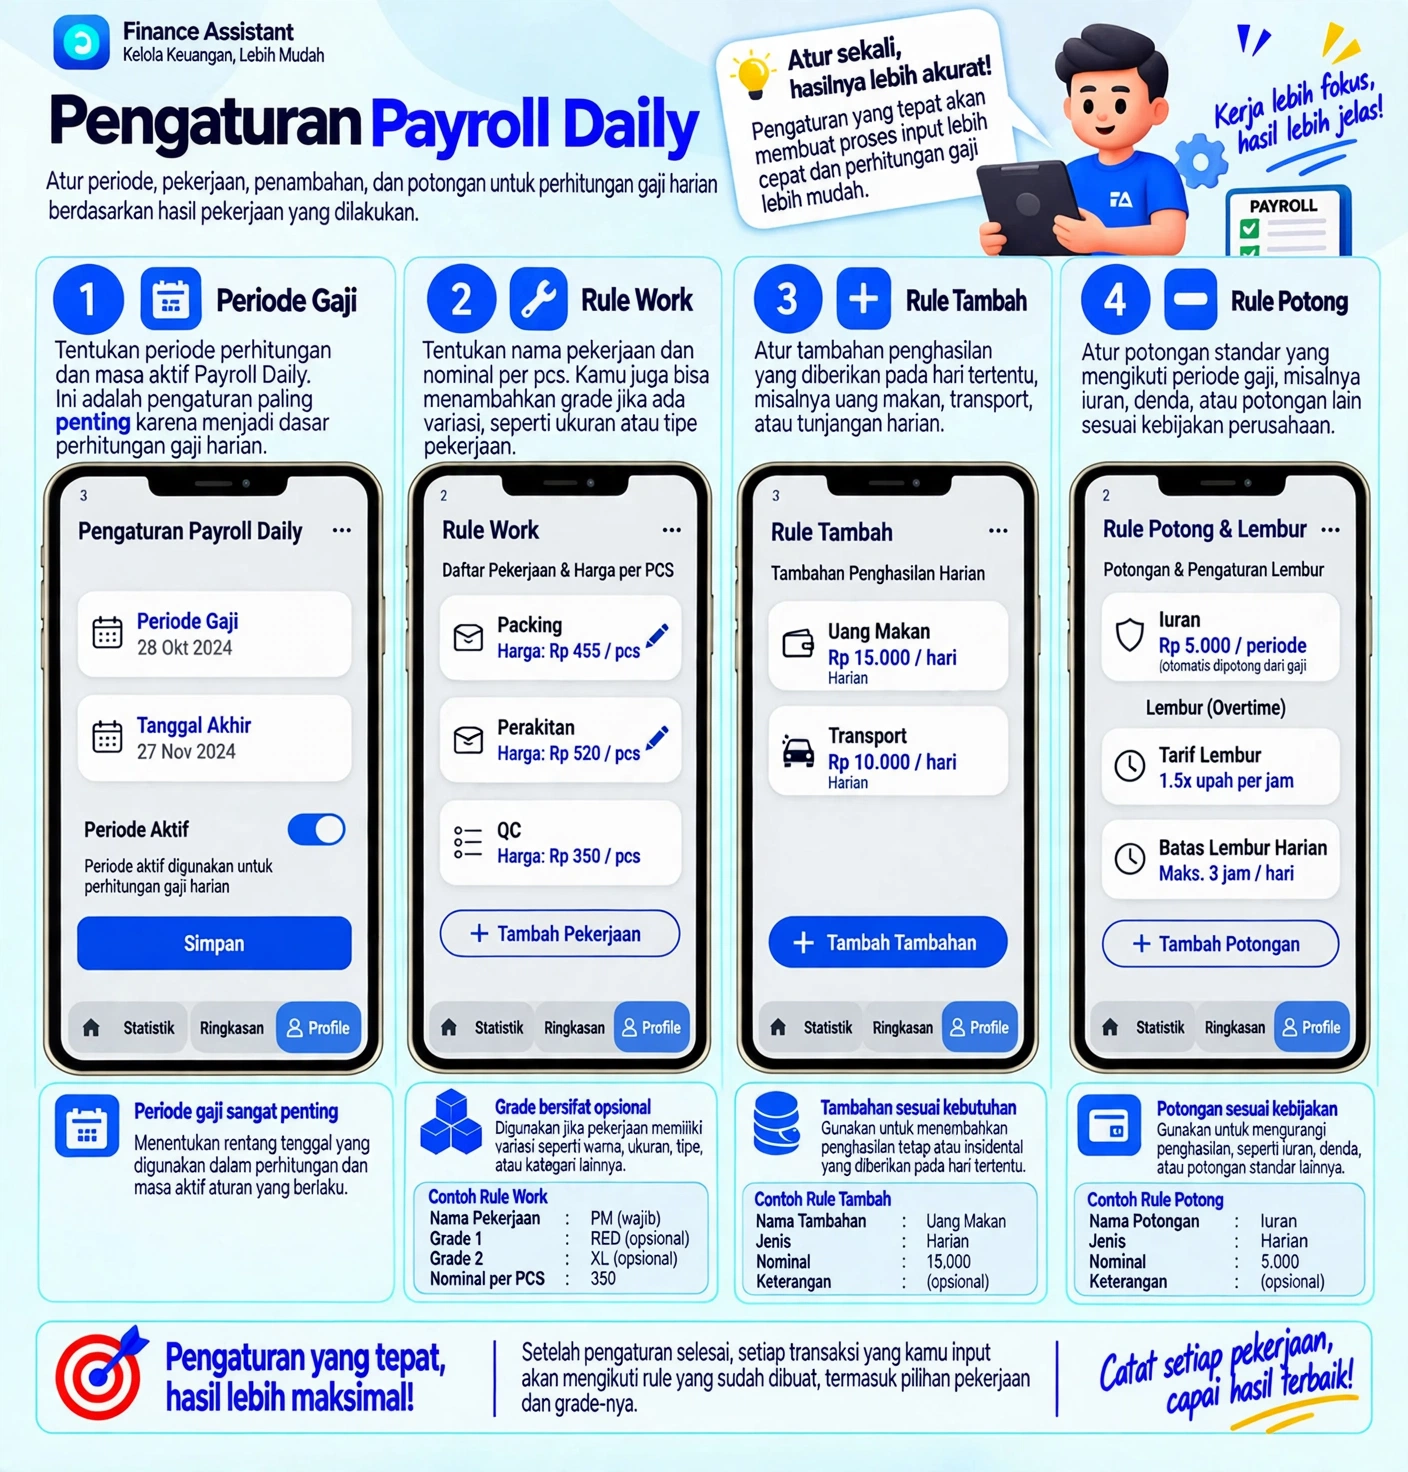 Finance Assistant
Kelola Keuangan, Lebih Mudah
Pengaturan Payroll Daily
Atur periode, pekerjaan, penambahan, dan potongan untuk perhitungan gaji harian
berdasarkan hasil pekerjaan yang dilakukan.
Atur sekali,
hasilnya lebih akurat!
Pengaturan yang tepat akan
membuat proses input lebih
cepat dan perhitungan gaji
lebih mudah.
Kerja lebih fokus,
hasil lebih jelas!
PAYROLL
1 Periode Gaji
Tentukan periode perhitungan
dan masa aktif Payroll Daily.
Ini adalah pengaturan paling
penting karena menjadi dasar
perhitungan gaji harian.
3
Pengaturan Payroll Daily ...
Periode Gaji
28 Okt 2024
Tanggal Akhir
27 Nov 2024
Periode Aktif
Periode aktif digunakan untuk
perhitungan gaji harian
Simpan
Statistik Ringkasan Profile
Periode gaji sangat penting
Menentukan rentang tenggal yang
digunakan dalam perhitungan dan
masa aktif aturan yang berlaku.
2 Rule Work
Tentukan nama pekerjaan dan
nominal per pcs. Kamu juga bisa
menambahkan grade jika ada
variasi, seperti ukuran atau tipe
pekerjaan.
2
Rule Work ...
Daftar Pekerjaan & Harga per PCS
Packing
Harga: Rp 455 / pcs
Perakitan
Harga: Rp 520 / pcs
QC
Harga: Rp 350 / pcs
+ Tambah Pekerjaan
Statistik Ringkasan Profile
Grade bersifat opsional
Digunakan jika pekerjaan memiliki
variasi seperti warna, ukuran, tipe,
atau kategari lainnya.
Contoh Rule Work
Nama Pekerjaan : PM (wajib)
Grade 1 : RED (opsional)
Grade 2 : XL (opsional)
Nominal per PCS : 350
3 Rule Tambah
Atur tambahan penghasilan
yang diberikan pada hari tertentu,
misalnya uang makan, transport,
atau tunjangan harian.
3
Rule Tambah ...
Tambahan Penghasilan Harian
Uang Makan
Rp 15.000 / hari
Harian
Transport
Rp 10.000 / hari
Harian
+ Tambah Tambahan
Statistik Ringkasan Profile
Tambahan sesuai kebutuhan
Gunakan untuk menambahkan
penghasilan tetap atau insidental
yang diberikan pada hari tertentu.
Contoh Rule Tambah
Nama Tambahan : Uang Makan
Jenis : Harian
Nominal : 15,000
Keterangan : (opsional)
4 Rule Potong
Atur potongan standar yang
mengikuti periode gaji, misalnya
iuran, denda, atau potongan lain
sesuai kebijakan perusahaan.
2
Rule Potong & Lembur ...
Potongan & Pengaturan Lembur
Iuran
Rp 5.000 / periode
(otomatis dipotong dari gaji
Lembur (Overtime)
Tarif Lembur
1.5x upah per jam
Batas Lembur Harian
Maks. 3 jam / hari
+ Tambah Potongan
Statistik Ringkasan Profile
Potongan sesuai kebijakan
Gunakan untuk mengurangi
penghasilan, seperti iuran, denda,
atau potongan standar lainnya.
Contoh Rule Potong
Nama Potongan : Iuran
Jenis : Harian
Nominal : 5.000
Keterangan : (opsional)
Pengaturan yang tepat,
hasil lebih maksimal!
Setelah pengaturan selesai, setiap transaksi yang kamu input
akan mengikuti rule yang sudah dibuat, termasuk pilihan pekerjaan
dan grade-nya.
Catat setiap pekerjaan,
capai hasil terbaik!